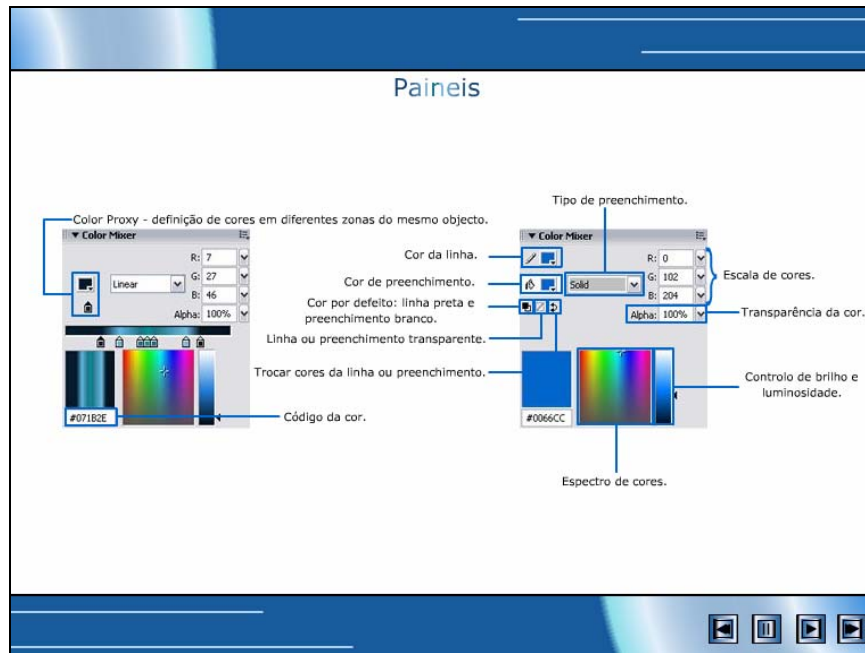 Paineis
Color Proxy - definição de cores em diferentes zonas do mesmo objecto.
Color Mixer
R: 7
G: 27
Linear
B: 46
Alpha: 100%
#071B2E
Código da cor.
Tipo de preenchimento.
Color Mixer
Cor da linha.
R: 0
Cor de preenchimento.
Solid
G: 102
Escala de cores.
B: 204
Cor por defeito: linha preta e
preenchimento branco.
Alpha: 100%
Transparência da cor.
Linha ou preenchimento transparente.
Trocar cores da linha ou preenchimento.
Controlo de brilho e
luminosidade.
#0066CC
Espectro de cores.